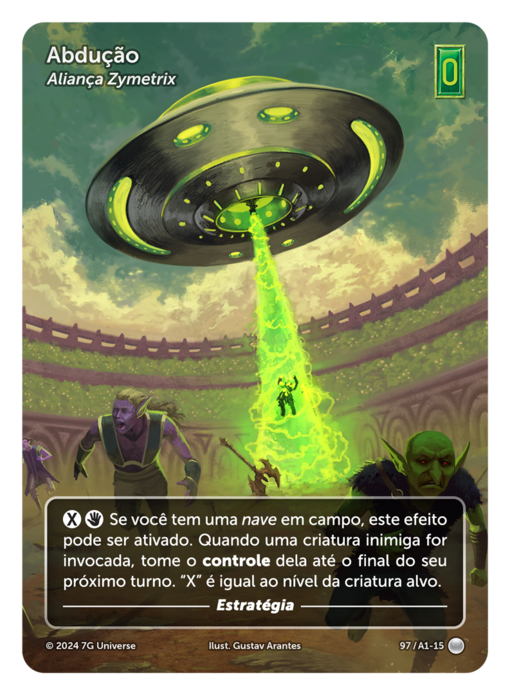 Abdução
Aliança Zymetrix
0
X Se você tem uma nave em campo, este efeito
pode ser ativado. Quando uma criatura inimiga for
invocada, tome o controle dela até o final do seu
próximo turno. “X” é igual ao nível da criatura alvo.
Estratégia
© 2024 7G Universe
Ilust. Gustav Arantes
97 / A1-15